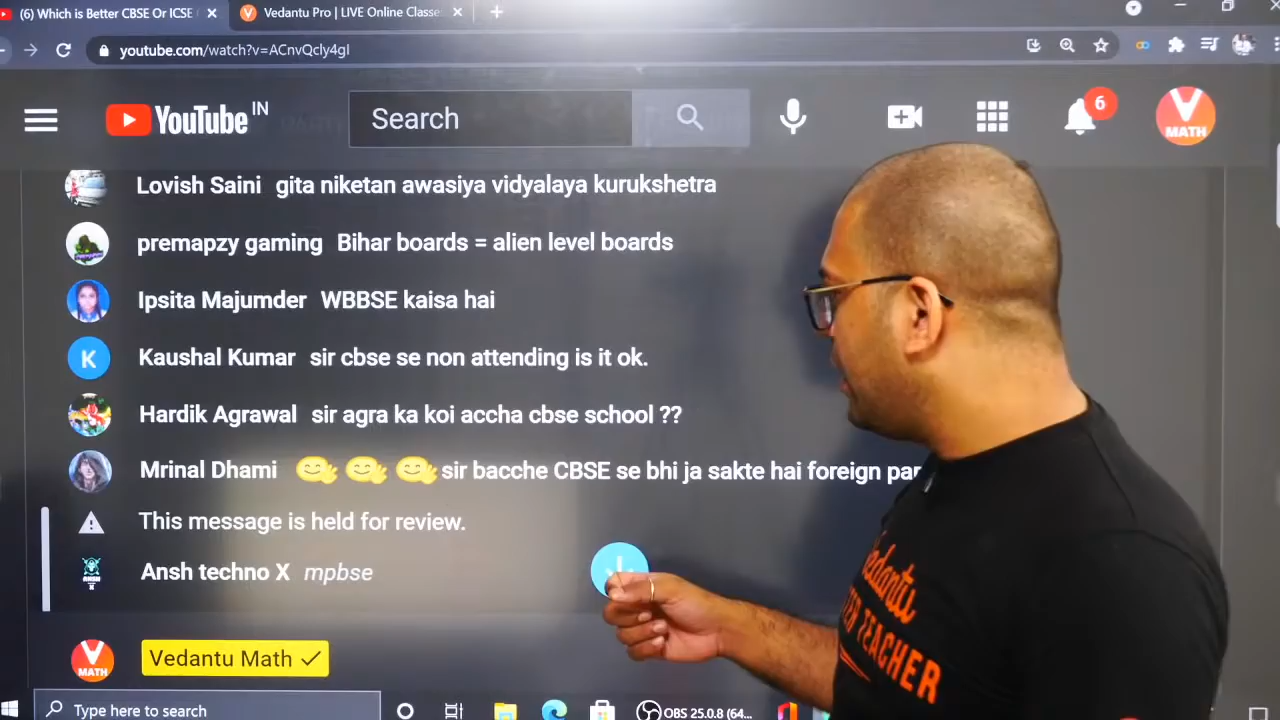 (6) Which is Better CBSE Or ICSE
Vedantu Pro | LIVE Online Classe
youtube.com/watch?v=ACnvQcly4gI
YouTube IN
Search
6
V MATH
Lovish Saini gita niketan awasiya vidyalaya kurukshetra
premapzy gaming Bihar boards = alien level boards
Ipsita Majumder WBBSE kaisa hai
K Kaushal Kumar sir cbse se non attending is it ok.
Hardik Agrawal sir agra ka koi accha cbse school ??
Mrinal Dhami sir bacche CBSE se bhi ja sakte hai foreign par
This message is held for review.
Ansh techno X mpbse
V MATH Vedantu Math
Vedantu
TEACHER
Type here to search
OBS 25.0.8 (64...